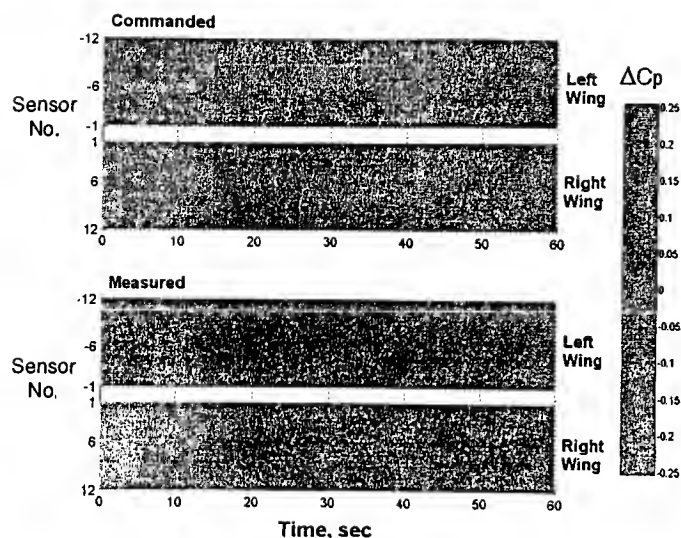 Commanded
-12
-6
-1
1
6
12
Sensor
No.
Left
Wing
Right
Wing
0 10 20 30 40 50 60
ΔCp
0.25
0.2
0.15
0.1
0.05
0
-0.05
-0.1
-0.15
-0.2
-0.25
Measured
-12
-6
-1
1
6
12
Sensor
No.
Left
Wing
Right
Wing
0 10 20 30 40 50 60
Time, sec